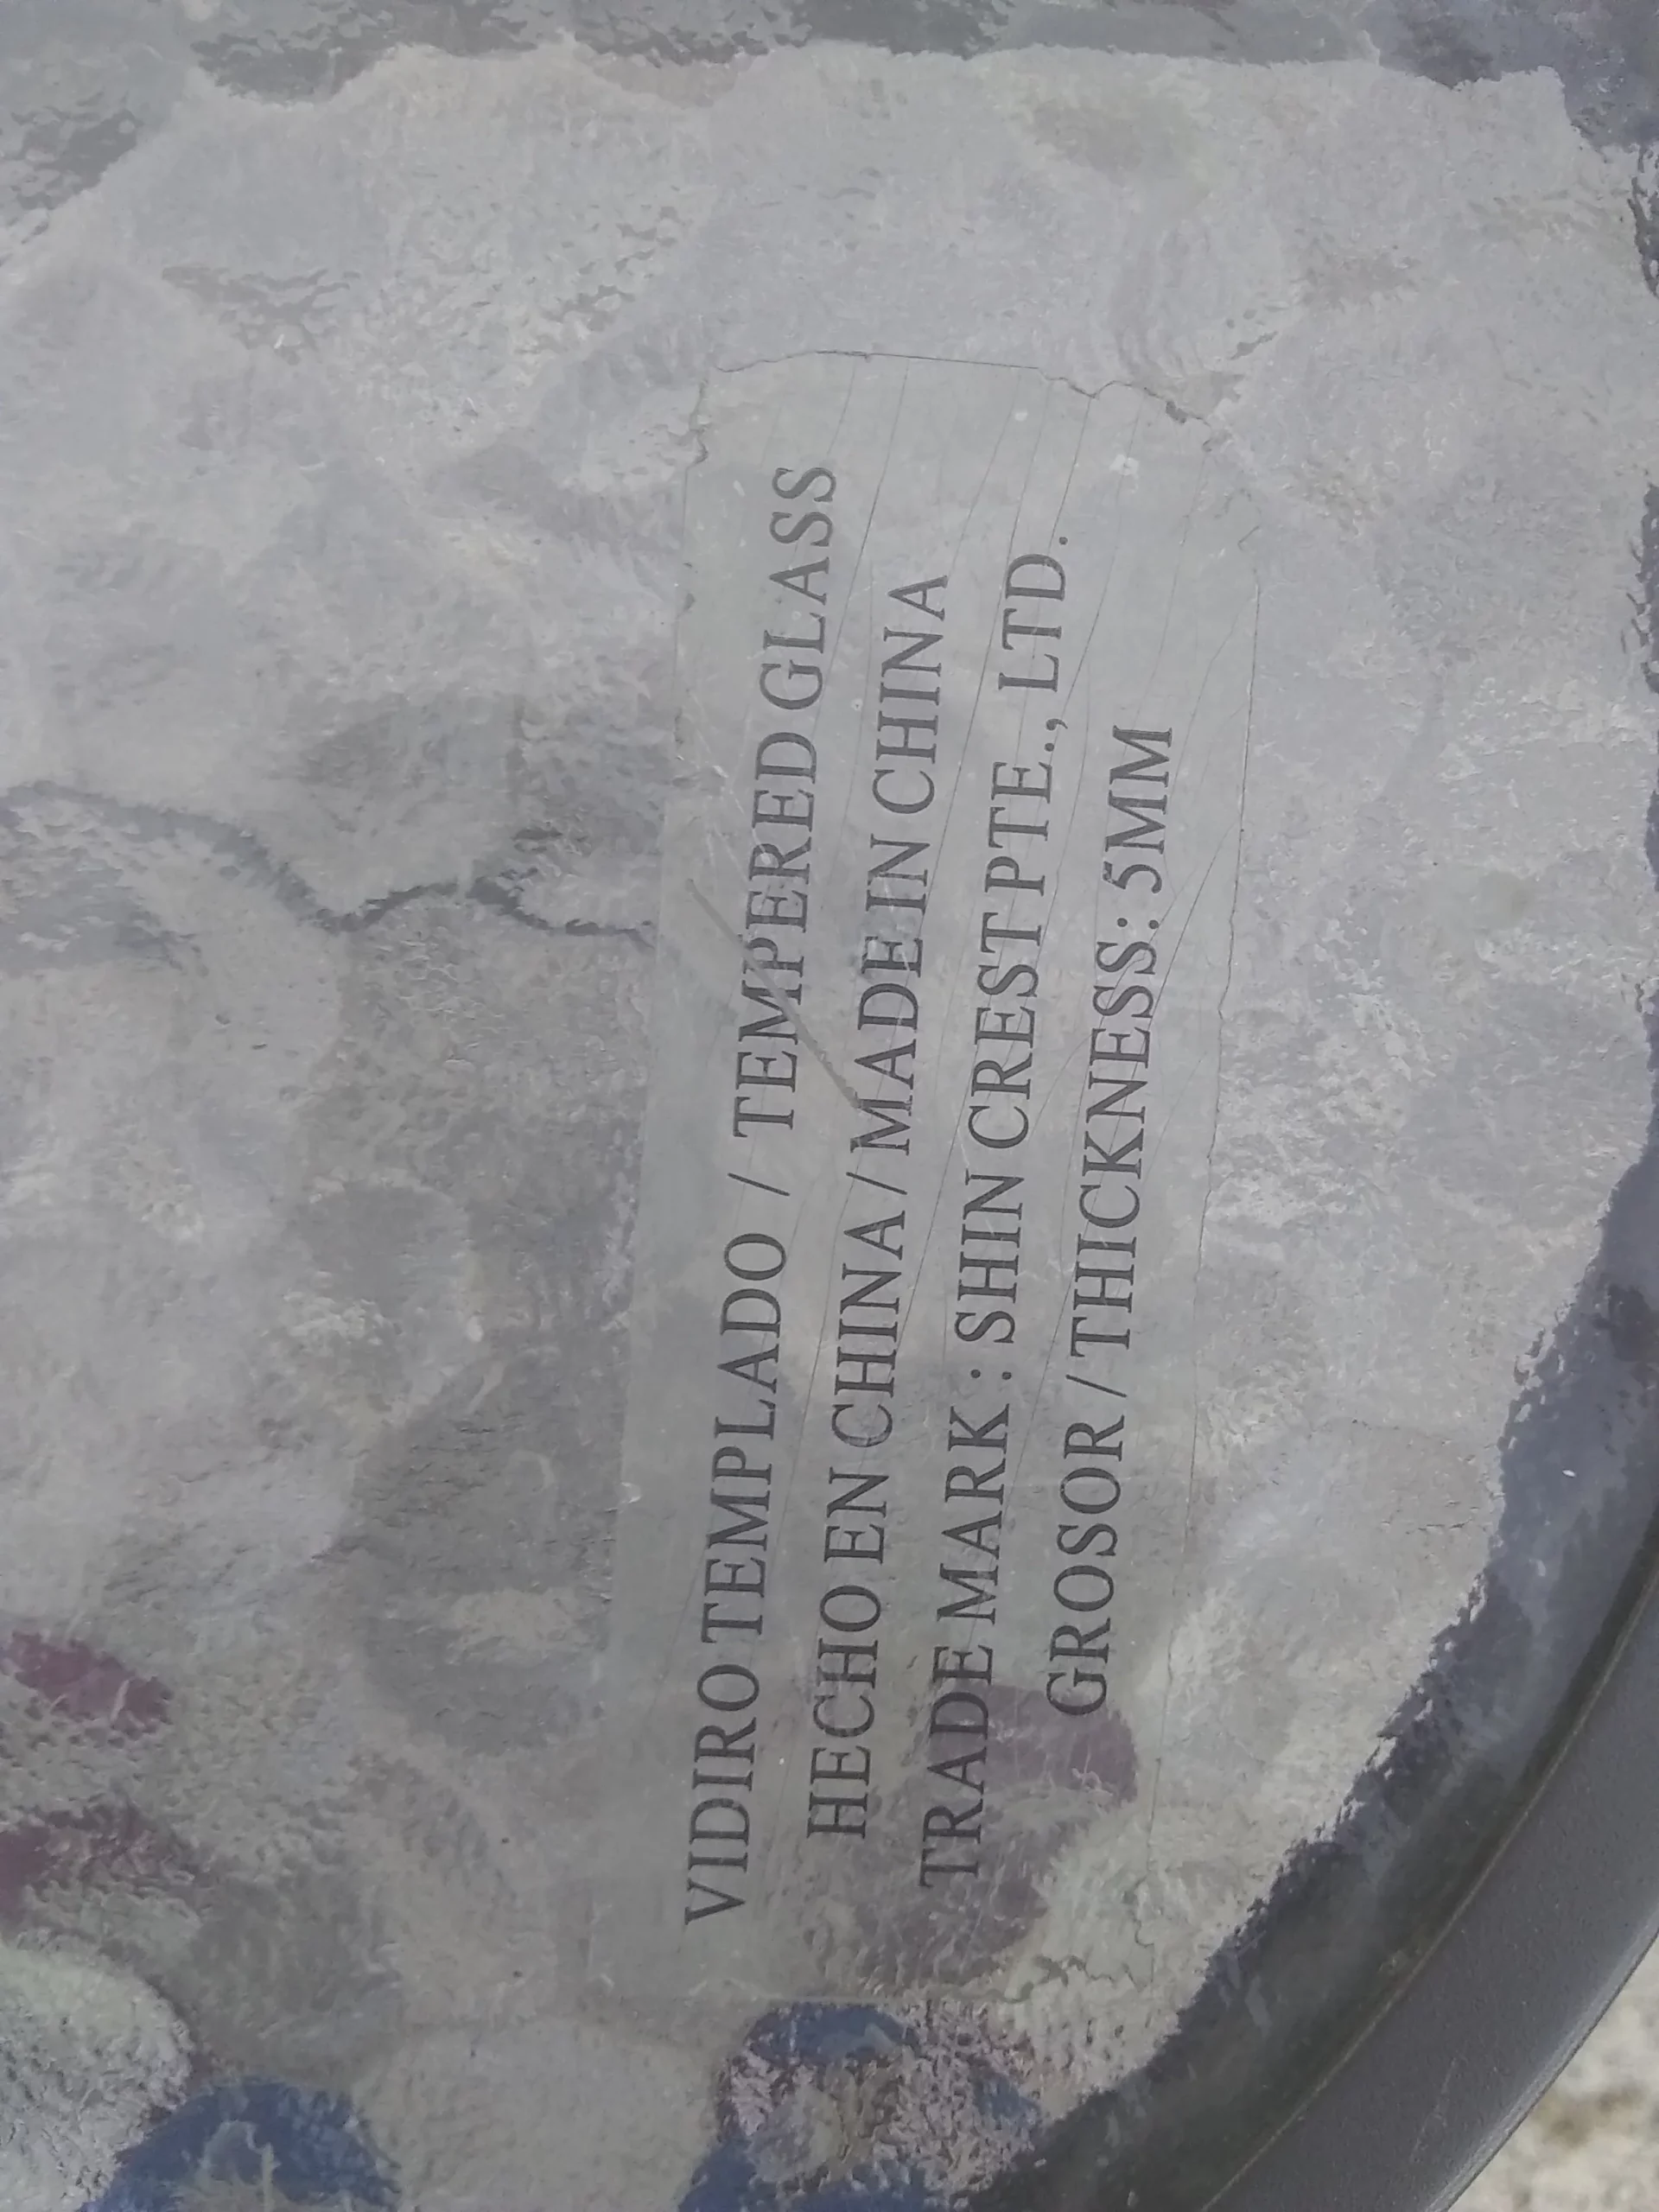 VIDIRO TEMPLADO / TEMPERED GLASS
HECHO EN CHINA / MADE IN CHINA
TRADE MARK : SHIN CREST PTE., LTD.
GROSOR / THICKNESS: 5MM